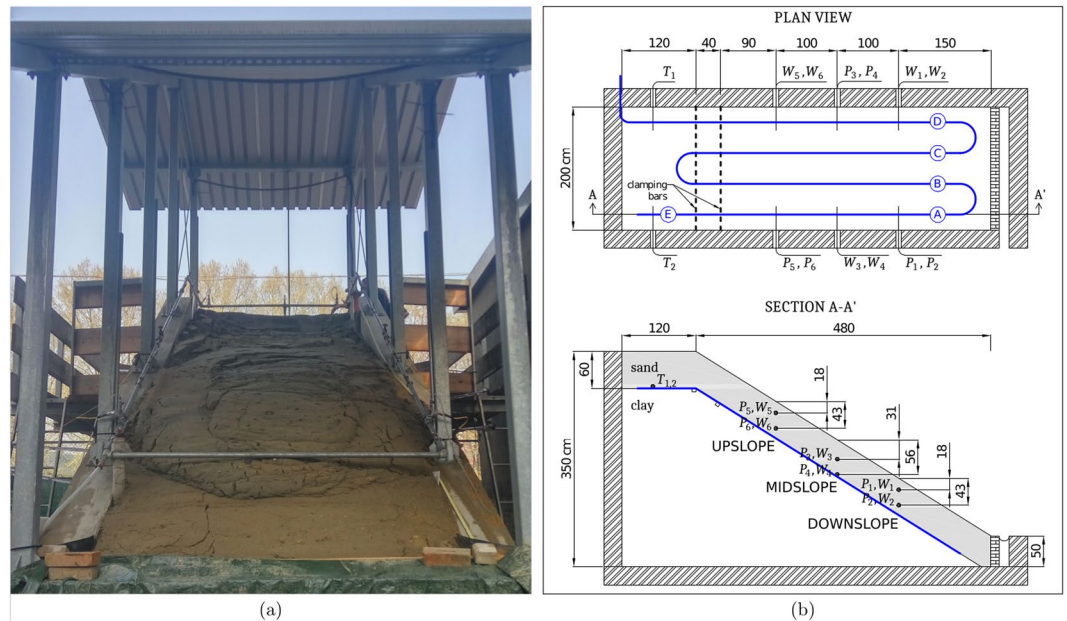 PLAN VIEW
120 40 90 100 100 150
T1 W5, W6 P3, P4 W1, W2
D
C
200 cm
clamping
bars
B
A A'
E A
T2 P5, P6 W3, W4 P1, P2
SECTION A-A'
120 480
60
sand
T1,2
clay
18
P5, W5
43
P6, W6
31
UPSLOPE
P3, W3
56
18
P4, W4
P1, W1
MIDSLOPE
43
P2, W2
350 cm
DOWNSLOPE
50
(a) (b)